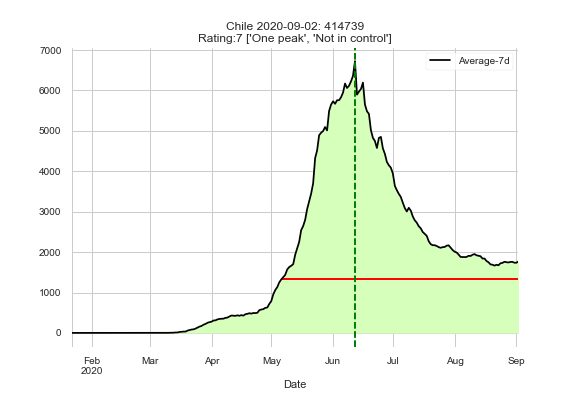 Chile 2020-09-02: 414739
Rating:7 ['One peak', 'Not in control']
7000
6000
5000
4000
3000
2000
1000
0
Average-7d
Feb Mar Apr May Jun Jul Aug Sep
2020
Date